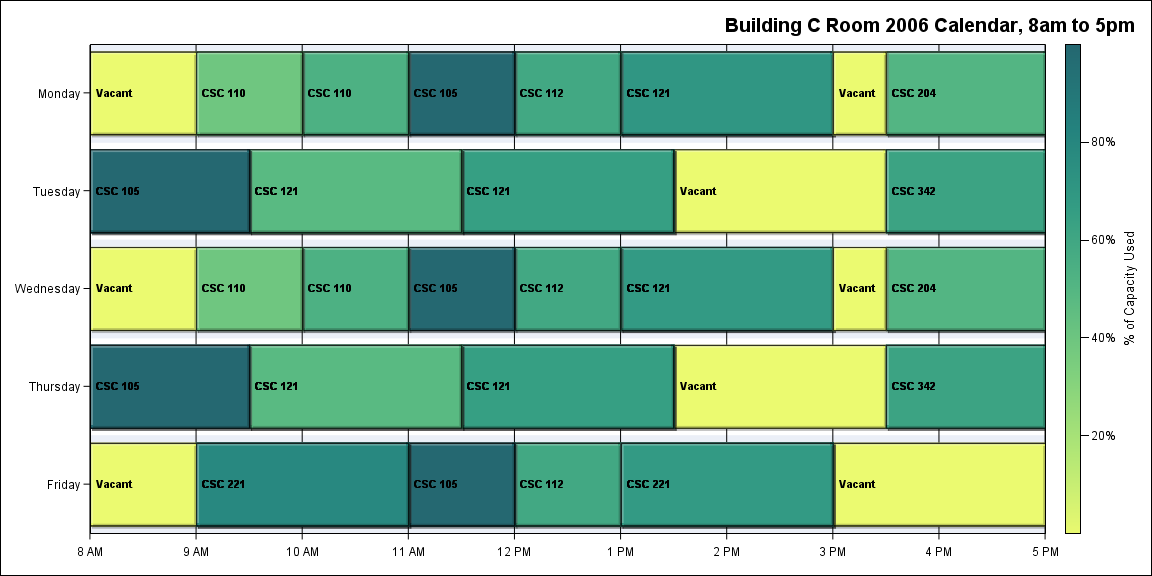 Building C Room 2006 Calendar, 8am to 5pm
Monday
Vacant
CSC 110
CSC 110
CSC 105
CSC 112
CSC 121
Vacant
CSC 204
Tuesday
CSC 105
CSC 121
CSC 121
Vacant
CSC 342
Wednesday
Vacant
CSC 110
CSC 110
CSC 105
CSC 112
CSC 121
Vacant
CSC 204
Thursday
CSC 105
CSC 121
CSC 121
Vacant
CSC 342
Friday
Vacant
CSC 221
CSC 105
CSC 112
CSC 221
Vacant
8 AM
9 AM
10 AM
11 AM
12 PM
1 PM
2 PM
3 PM
4 PM
5 PM
80%
60%
40%
20%
% of Capacity Used